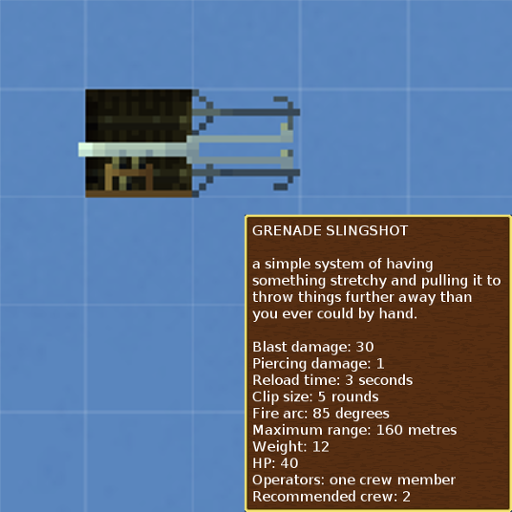 GRENADE SLINGSHOT
a simple system of having
something stretchy and pulling it to
throw things further away than
you ever could by hand.
Blast damage: 30
Piercing damage: 1
Reload time: 3 seconds
Clip size: 5 rounds
Fire arc: 85 degrees
Maximum range: 160 metres
Weight: 12
HP: 40
Operators: one crew member
Recommended crew: 2